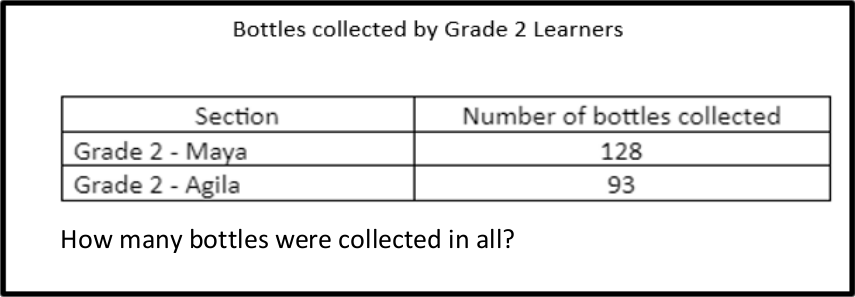 Bottles collected by Grade 2 Learners
Section Number of bottles collected
Grade 2 - Maya 128
Grade 2 - Agila 93
How many bottles were collected in all?